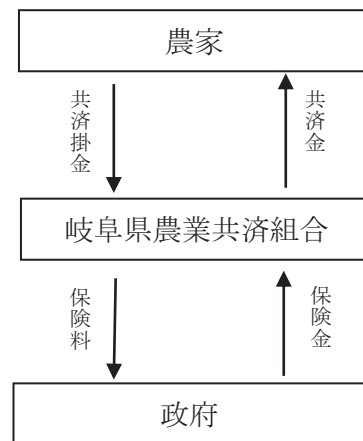 農家
共済掛金
共済金
岐阜県農業共済組合
保険料
保険金
政府